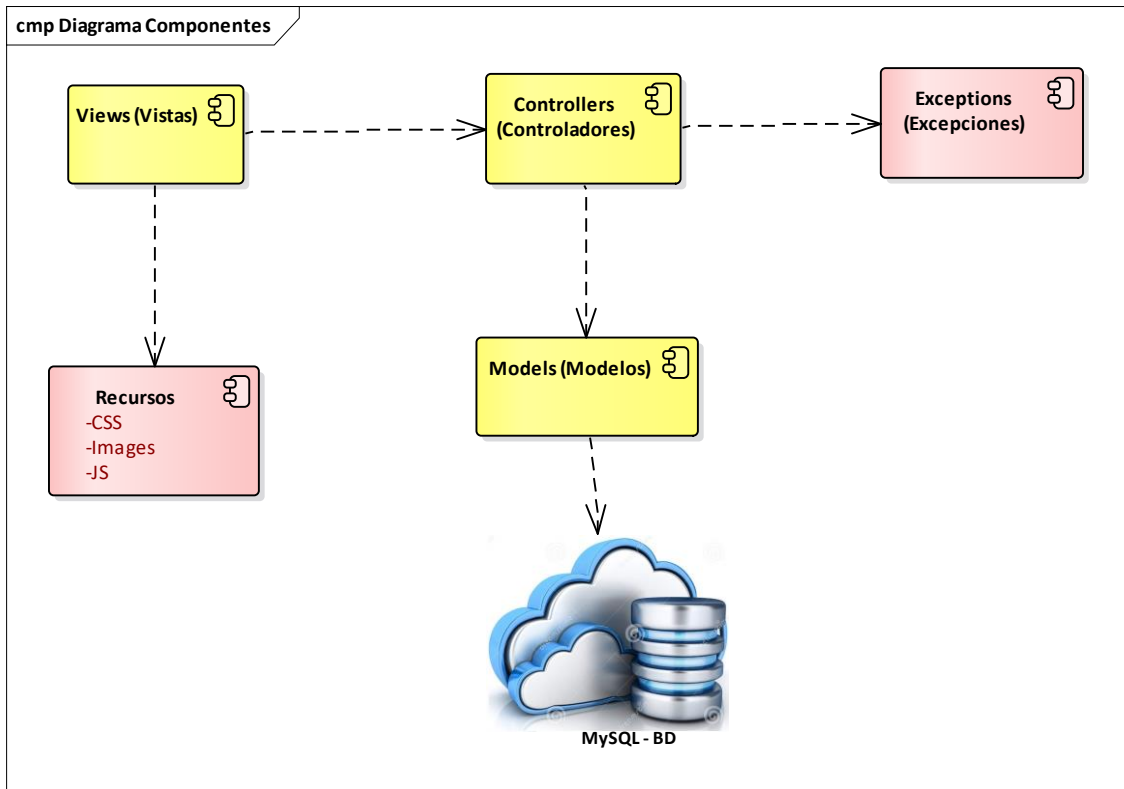 cmp Diagrama Componentes
Views (Vistas)
Controllers
(Controladores)
Exceptions
(Excepciones)
Recursos
-CSS
-Images
-JS
Models (Modelos)
MySQL - BD